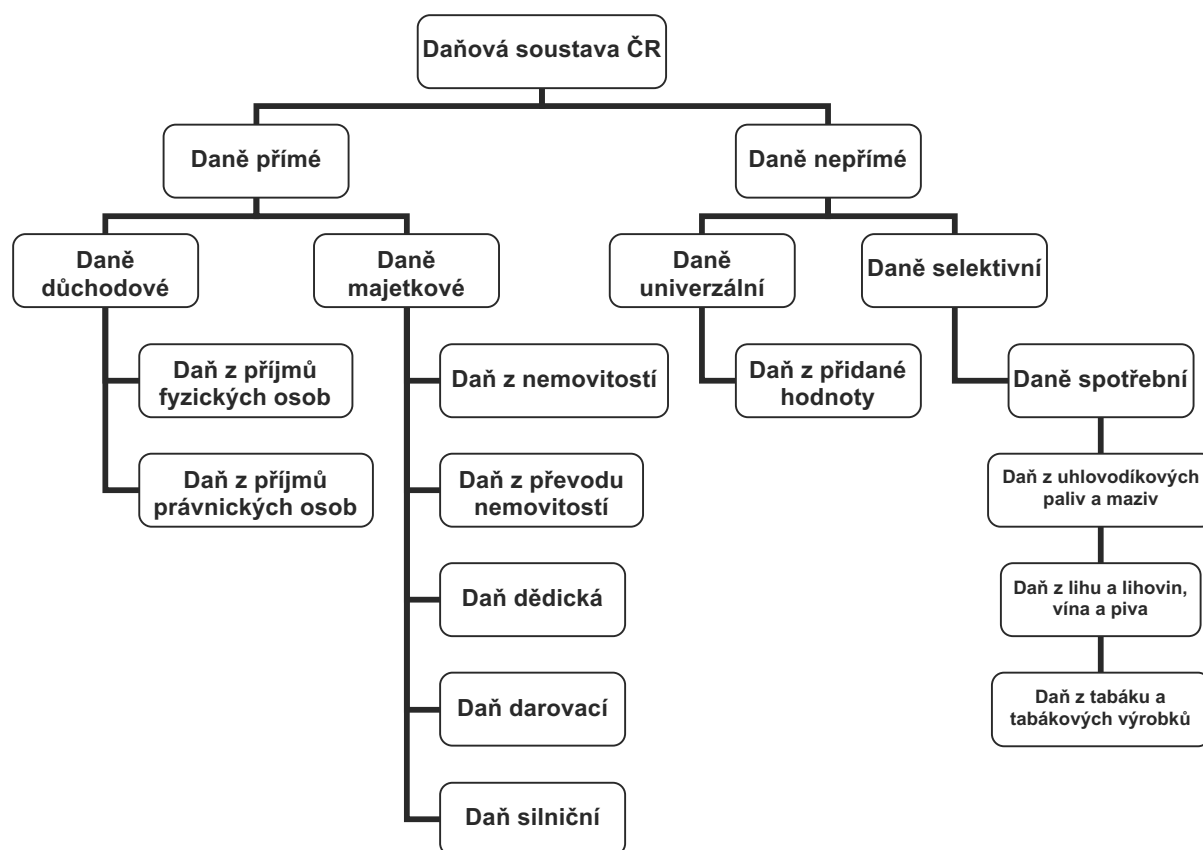 Daňová soustava ČR
Daně přímé
Daně nepřímé
Daně
důchodové
Daně
majetkové
Daně
univerzální
Daně selektivní
Daň z příjmů
fyzických osob
Daň z nemovitostí
Daň z přidané
hodnoty
Daně spotřební
Daň z příjmů
právnických osob
Daň z převodu
nemovitostí
Daň z uhlovodíkových
paliv a maziv
Daň dědická
Daň z lihu a lihovin,
vína a piva
Daň darovací
Daň z tabáku a
tabákových výrobků
Daň silniční